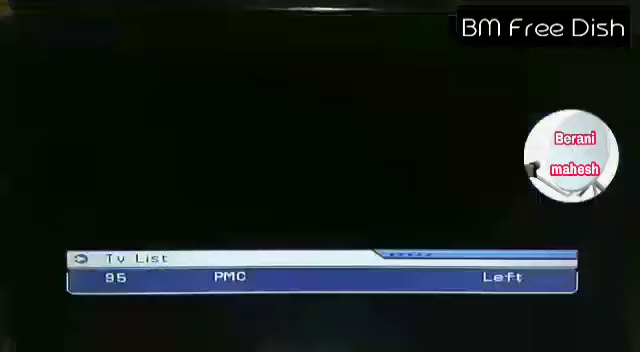 BM Free Dish
Berani
mahesh
Tv List
95 PMC Left